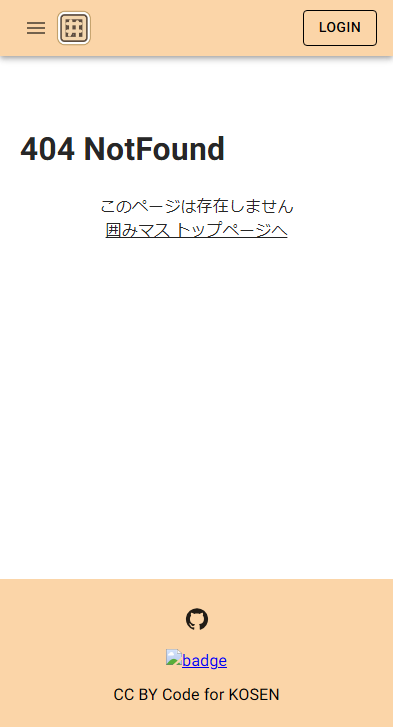 LOGIN
404 NotFound
このページは存在しません
囲みマス トップページへ
badge
CC BY Code for KOSEN